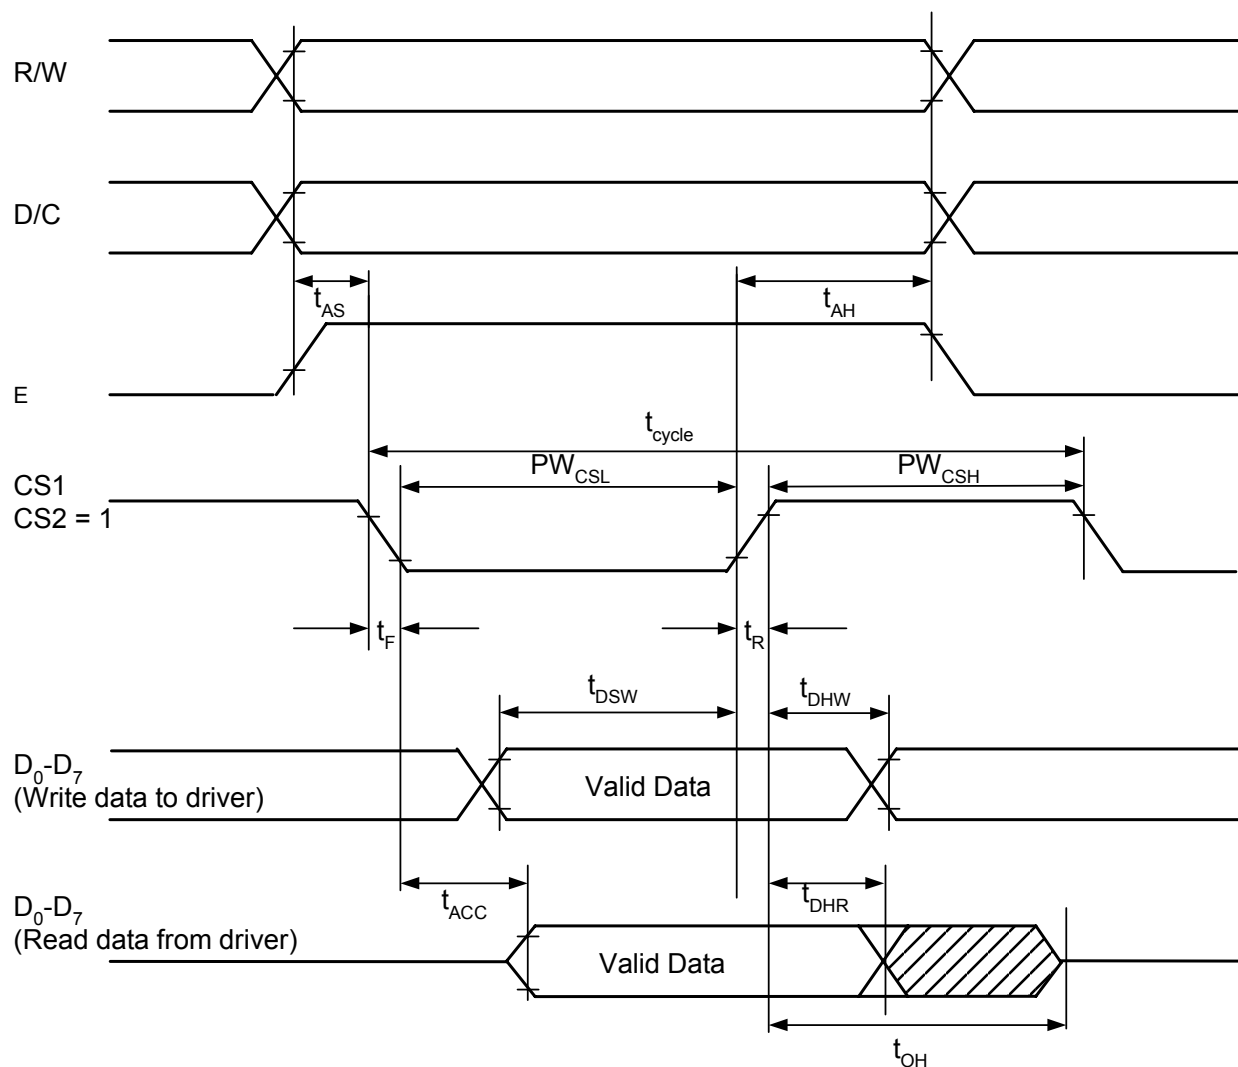 R/W
D/C
t_AS
t_AH
E
t_cycle
PW_CSL
PW_CSH
CS1
CS2 = 1
t_F
t_R
t_DSW
t_DHW
D_0-D_7
(Write data to driver)
Valid Data
t_ACC
t_DHR
D_0-D_7
(Read data from driver)
Valid Data
t_OH